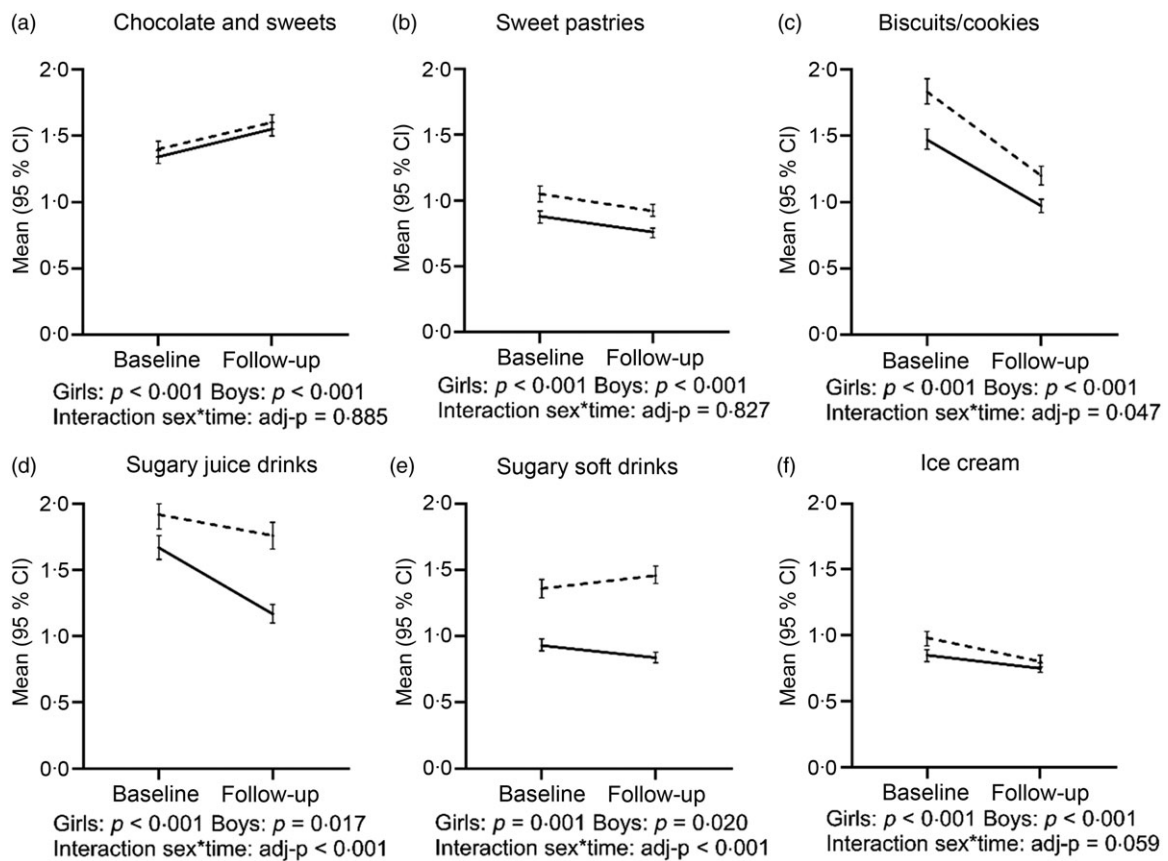 (a) Chocolate and sweets
Mean (95 % CI)
2·0
1·5
1·0
0·5
0·0
Baseline Follow-up
Girls: p < 0·001 Boys: p < 0·001
Interaction sex*time: adj-p = 0·885
(b) Sweet pastries
Mean (95 % CI)
2·0
1·5
1·0
0·5
0·0
Baseline Follow-up
Girls: p < 0·001 Boys: p < 0·001
Interaction sex*time: adj-p = 0·827
(c) Biscuits/cookies
Mean (95 % CI)
2·0
1·5
1·0
0·5
0·0
Baseline Follow-up
Girls: p < 0·001 Boys: p < 0·001
Interaction sex*time: adj-p = 0·047
(d) Sugary juice drinks
Mean (95 % CI)
2·0
1·5
1·0
0·5
0·0
Baseline Follow-up
Girls: p < 0·001 Boys: p = 0·017
Interaction sex*time: adj-p < 0·001
(e) Sugary soft drinks
Mean (95 % CI)
2·0
1·5
1·0
0·5
0·0
Baseline Follow-up
Girls: p = 0·001 Boys: p = 0·020
Interaction sex*time: adj-p < 0·001
(f) Ice cream
Mean (95 % CI)
2·0
1·5
1·0
0·5
0·0
Baseline Follow-up
Girls: p < 0·001 Boys: p < 0·001
Interaction sex*time: adj-p = 0·059